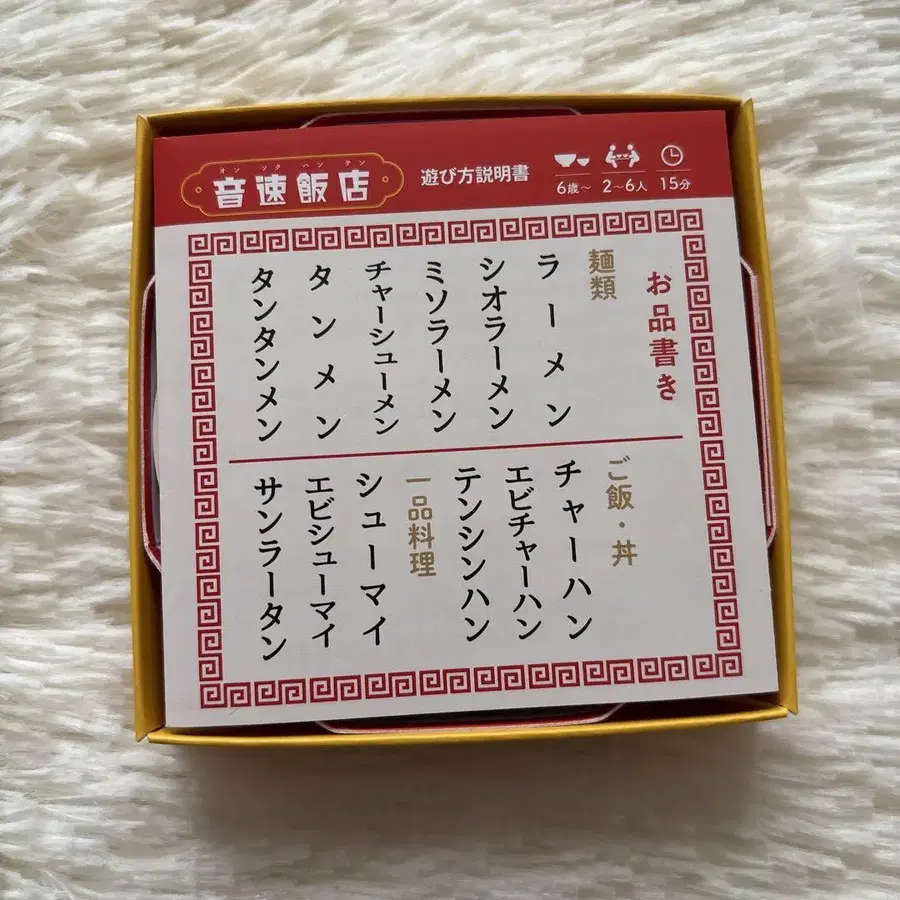 オンソクハンテン
音速飯店
遊び方説明書
6歳~
2~6人
15分
お品書き
麺類
ラーメン
シオラーメン
ミソラーメン
チャーシューメン
タンメン
タンタンメン
ご飯・丼
チャーハン
エビチャーハン
テンシンハン
一品料理
シューマイ
エビシューマイ
サンラータン